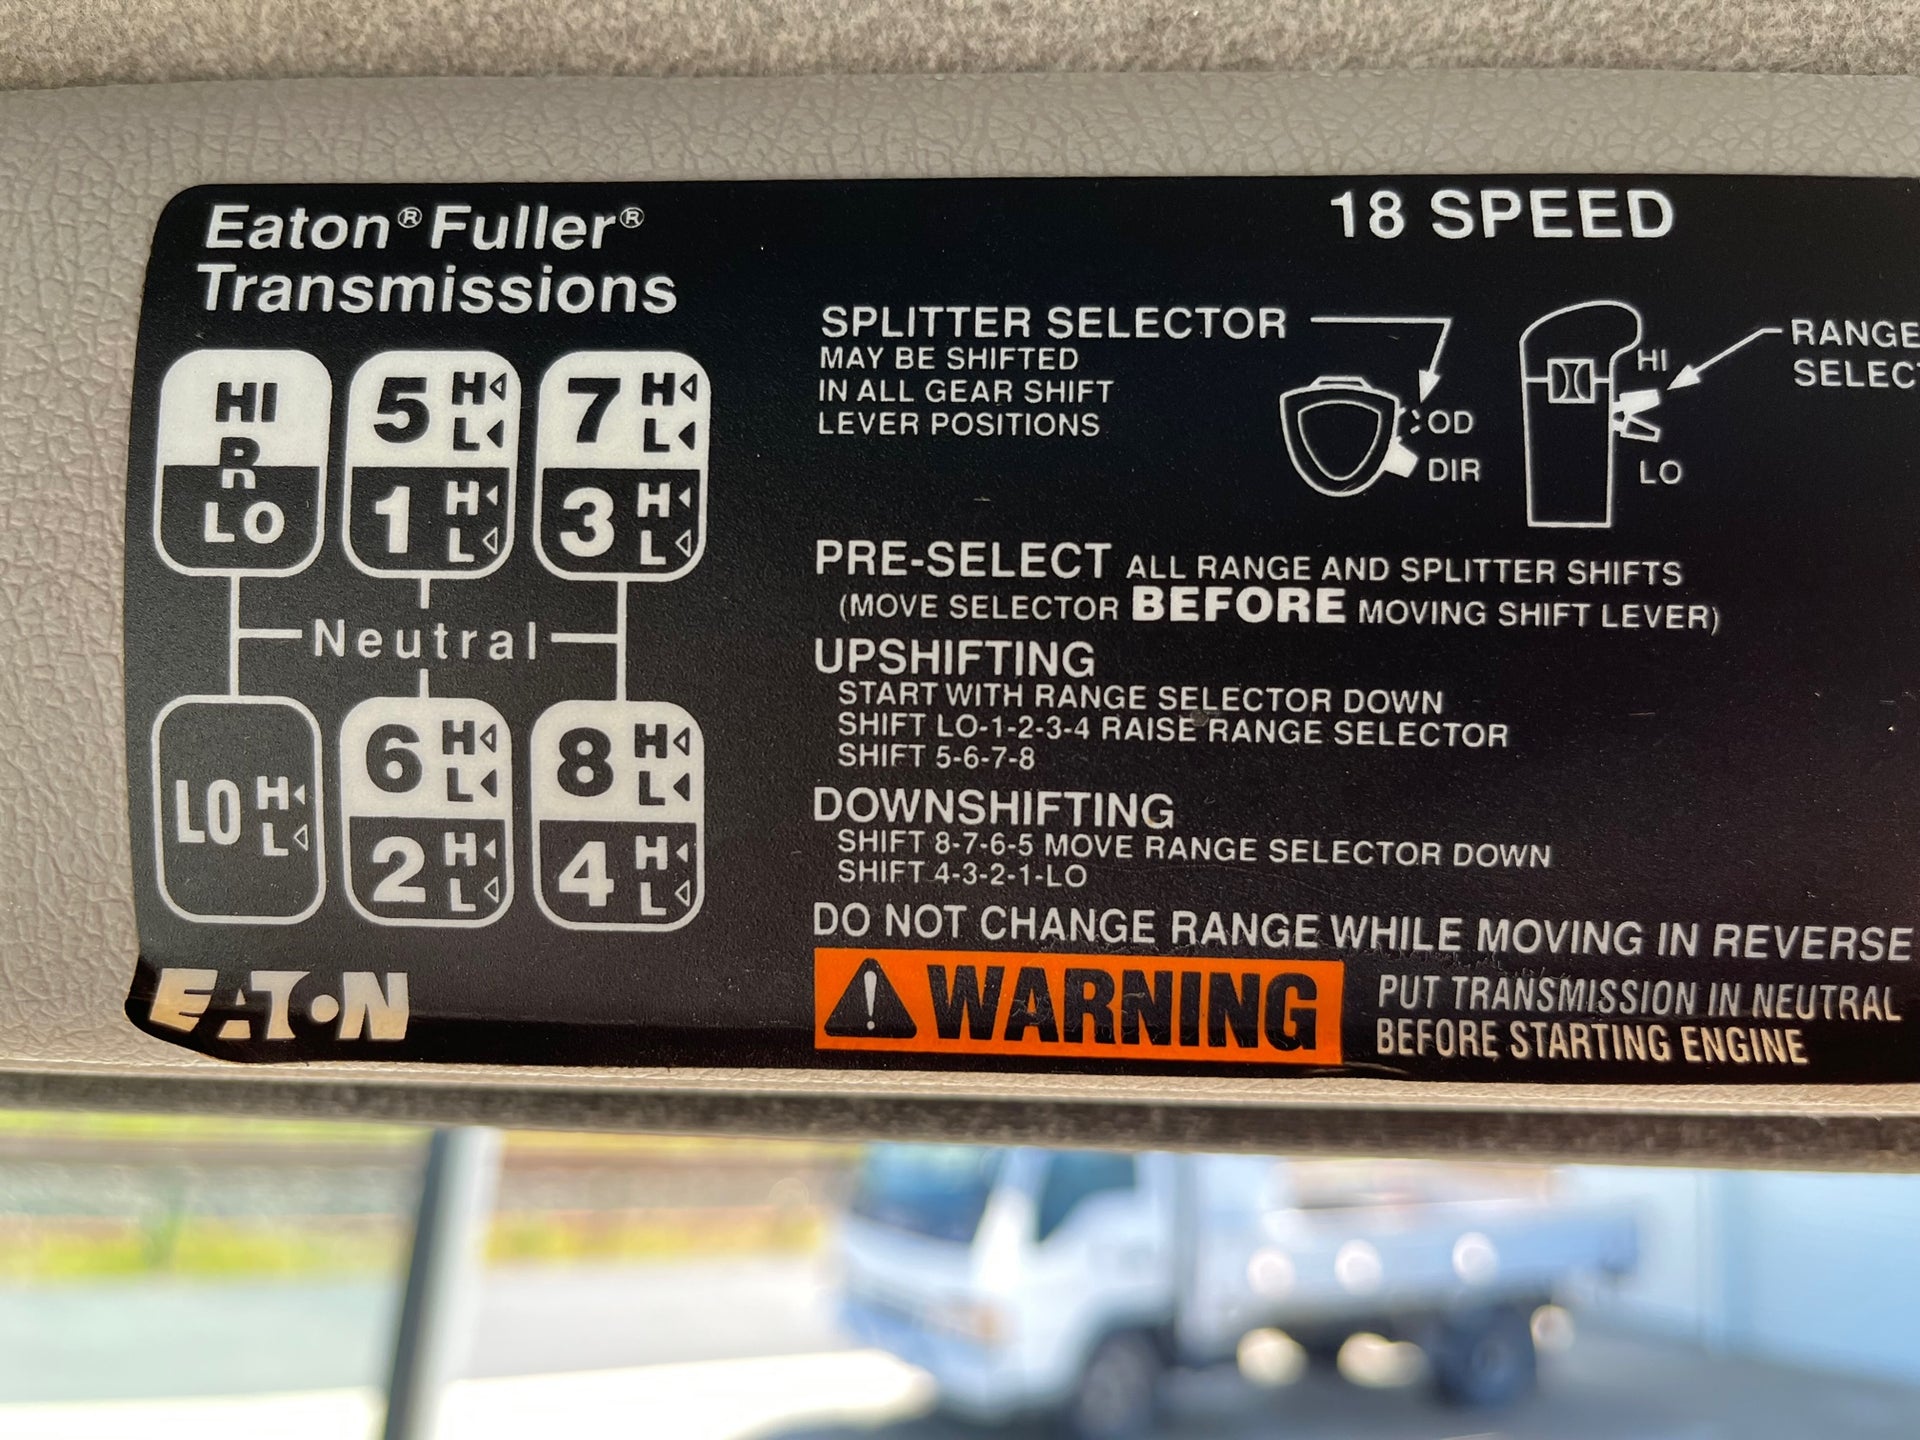 Eaton® Fuller®
Transmissions
18 SPEED
HI
R
LO
5 H L
1 H L
7 H L
3 H L
Neutral
LO H L
6 H L
2 H L
8 H L
4 H L
EATON
SPLITTER SELECTOR
MAY BE SHIFTED
IN ALL GEAR SHIFT
LEVER POSITIONS
OD
DIR
HI
LO
RANGE
SELECT
PRE-SELECT ALL RANGE AND SPLITTER SHIFTS
(MOVE SELECTOR BEFORE MOVING SHIFT LEVER)
UPSHIFTING
START WITH RANGE SELECTOR DOWN
SHIFT LO-1-2-3-4 RAISE RANGE SELECTOR
SHIFT 5-6-7-8
DOWNSHIFTING
SHIFT 8-7-6-5 MOVE RANGE SELECTOR DOWN
SHIFT 4-3-2-1-LO
DO NOT CHANGE RANGE WHILE MOVING IN REVERSE
WARNING
PUT TRANSMISSION IN NEUTRAL
BEFORE STARTING ENGINE